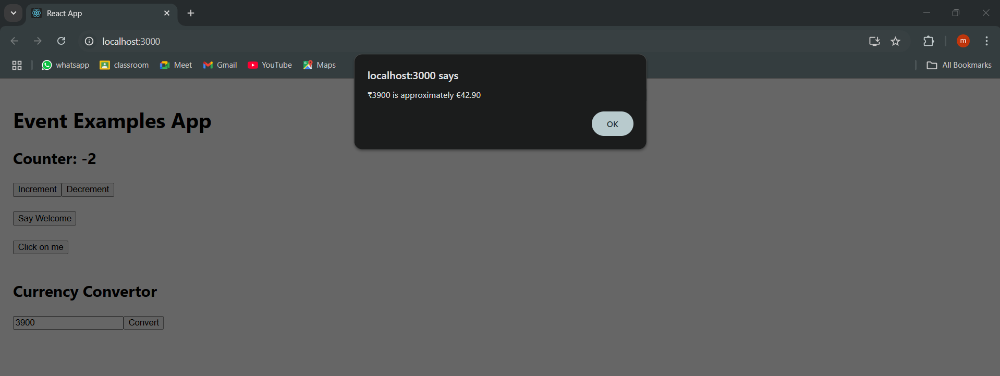 React App
localhost:3000
whatsapp classroom Meet Gmail YouTube Maps All Bookmarks
m
localhost:3000 says
₹3900 is approximately €42.90
OK
Event Examples App
Counter: -2
Increment Decrement
Say Welcome
Click on me
Currency Convertor
3900 Convert